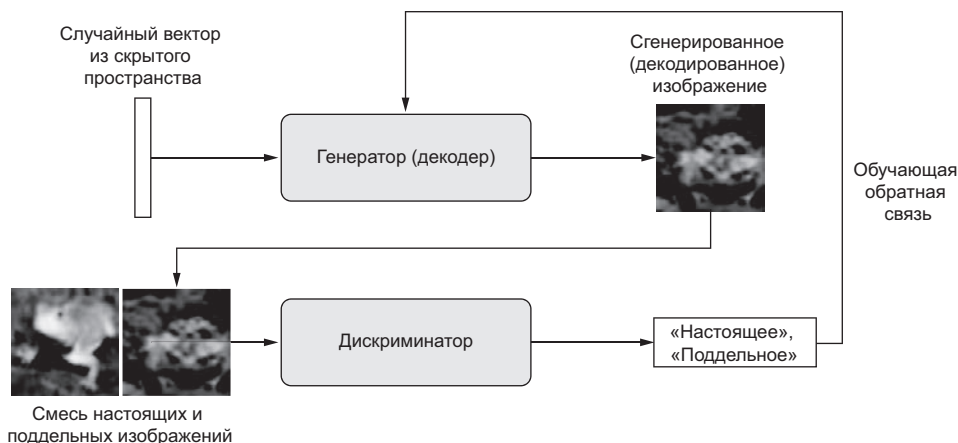 Случайный вектор
из скрытого
пространства
Генератор (декодер)
Сгенерированное
(декодированное)
изображение
Обучающая
обратная
связь
Смесь настоящих и
поддельных изображений
Дискриминатор
«Настоящее»,
«Поддельное»